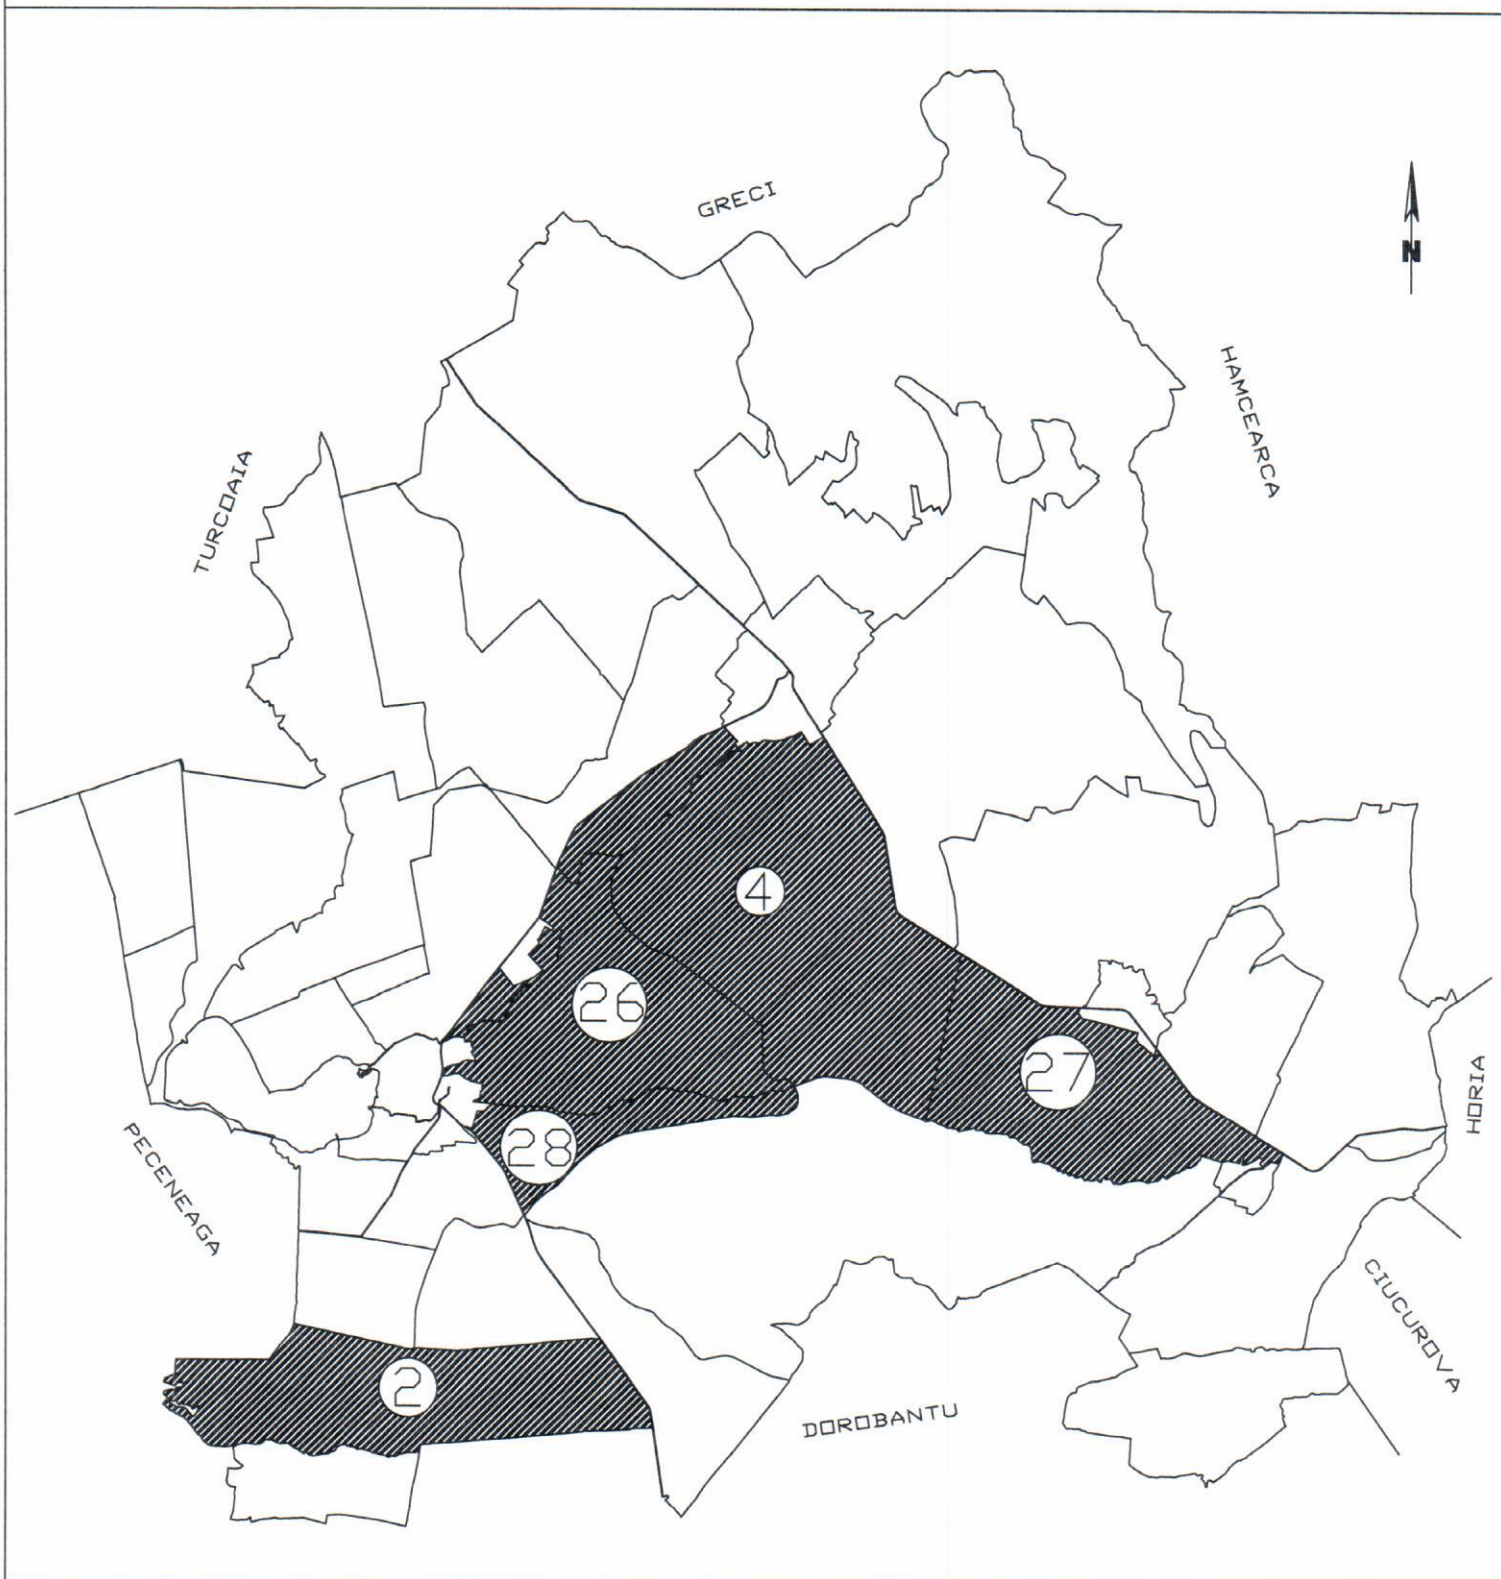 GRECI
N
HAMCEARCA
TURCOAIA
4
26
27
HORIA
28
PECENEAGA
CIUCUROVA
2
DOROBANTU